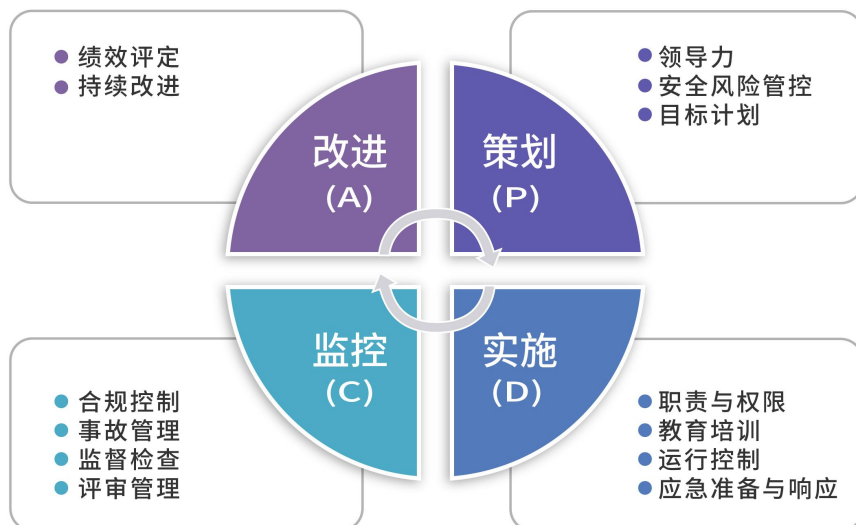 绩效评定
持续改进
领导力
安全风险管控
目标计划
改进
(A)
策划
(P)
监控
(C)
实施
(D)
合规控制
事故管理
监督检查
评审管理
职责与权限
教育培训
运行控制
应急准备与响应